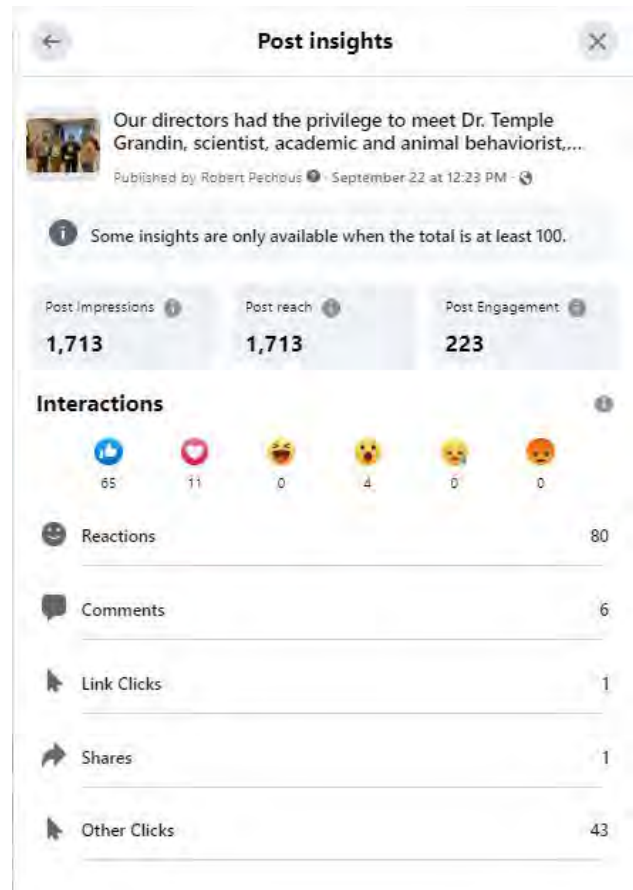 Post insights
Our directors had the privilege to meet Dr. Temple
Grandin, scientist, academic and animal behaviorist,...
Published by Robert Pechous · September 22 at 12:23 PM ·
Some insights are only available when the total is at least 100.
Post Impressions Post reach Post Engagement
1,713 1,713 223
Interactions
65 11 0 4 0 0
Reactions 80
Comments 6
Link Clicks 1
Shares 1
Other Clicks 43